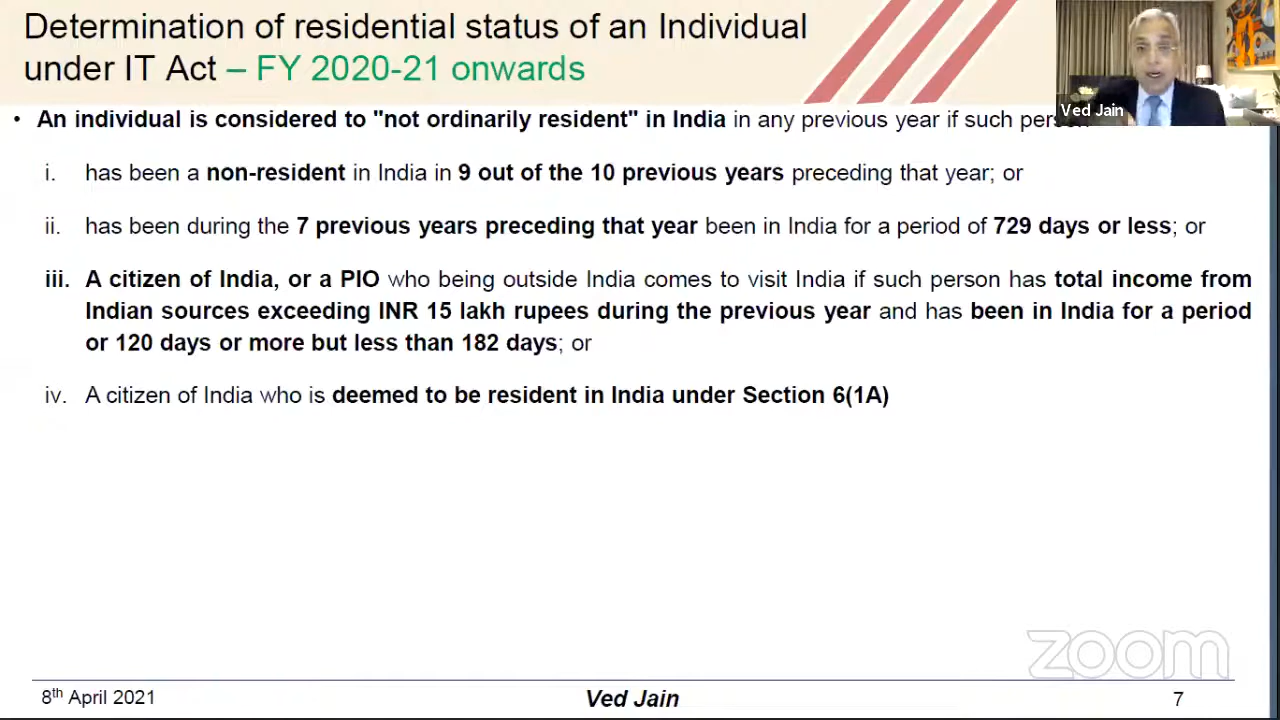 Determination of residential status of an Individual
under IT Act – FY 2020-21 onwards
Ved Jain
• An individual is considered to "not ordinarily resident" in India in any previous year if such
i. has been a non-resident in India in 9 out of the 10 previous years preceding that year; or
ii. has been during the 7 previous years preceding that year been in India for a period of 729 days or less; or
iii. A citizen of India, or a PIO who being outside India comes to visit India if such person has total income from
Indian sources exceeding INR 15 lakh rupees during the previous year and has been in India for a period
or 120 days or more but less than 182 days; or
iv. A citizen of India who is deemed to be resident in India under Section 6(1A)
zoom
8th April 2021
Ved Jain
7